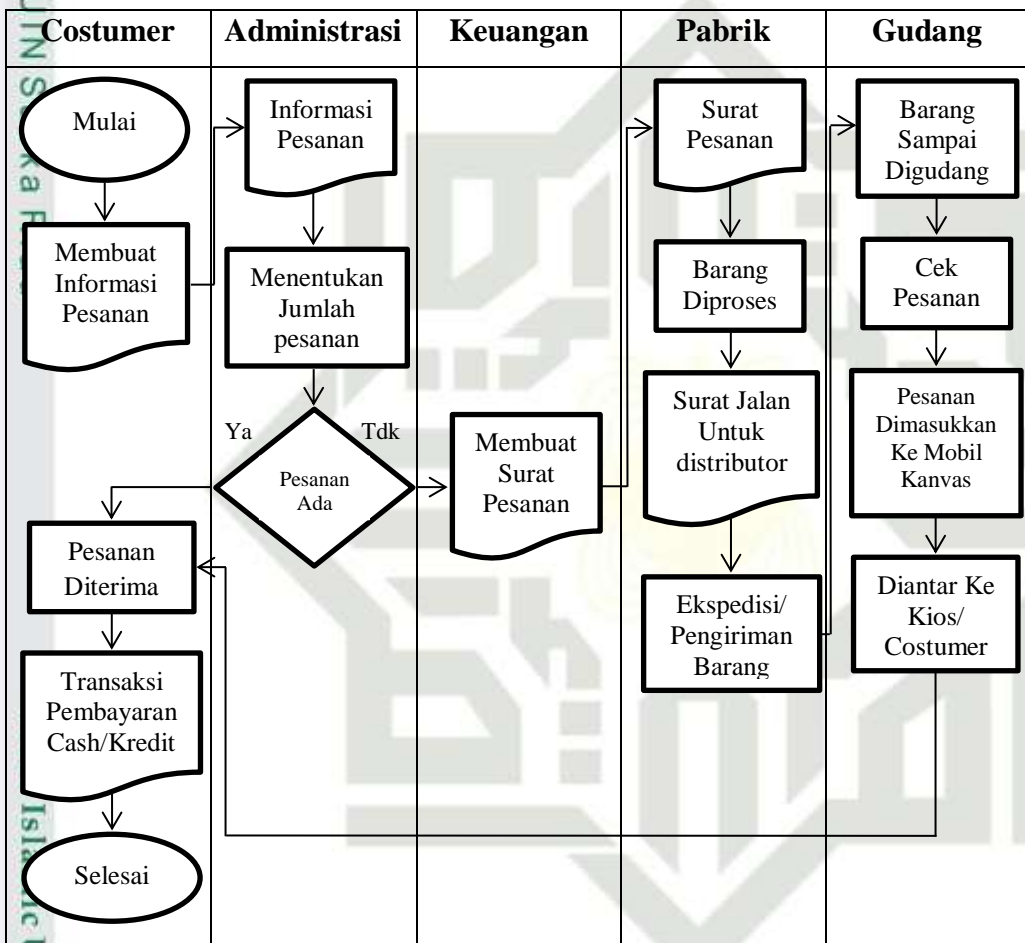 Costumer
Administrasi
Keuangan
Pabrik
Gudang
Mulai
Membuat
Informasi
Pesanan
Pesanan
Diterima
Transaksi
Pembayaran
Cash/Kredit
Selesai
Informasi
Pesanan
Menentukan
Jumlah
pesanan
Ya
Tdk
Pesanan
Ada
Membuat
Surat
Pesanan
Surat
Pesanan
Barang
Diproses
Surat Jalan
Untuk
distributor
Ekspedisi/
Pengiriman
Barang
Barang
Sampai
Digudang
Cek
Pesanan
Pesanan
Dimasukkan
Ke Mobil
Kanvas
Diantar Ke
Kios/
Costumer
UIN